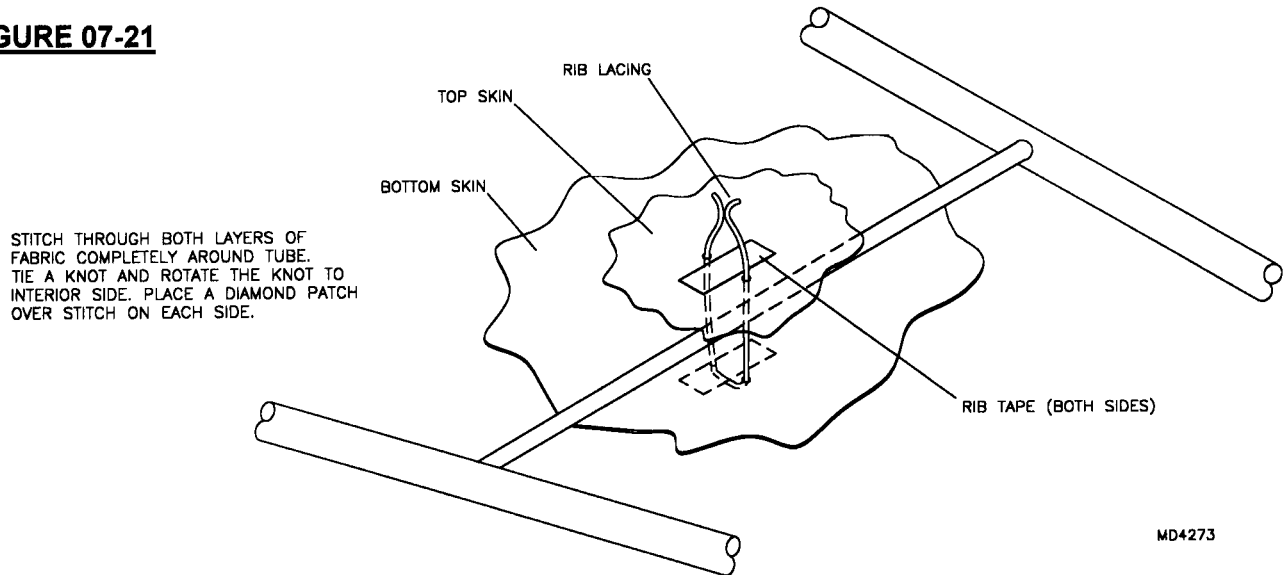 GURE 07-21
RIB LACING
TOP SKIN
BOTTOM SKIN
STITCH THROUGH BOTH LAYERS OF
FABRIC COMPLETELY AROUND TUBE.
TIE A KNOT AND ROTATE THE KNOT TO
INTERIOR SIDE. PLACE A DIAMOND PATCH
OVER STITCH ON EACH SIDE.
RIB TAPE (BOTH SIDES)
MD4273